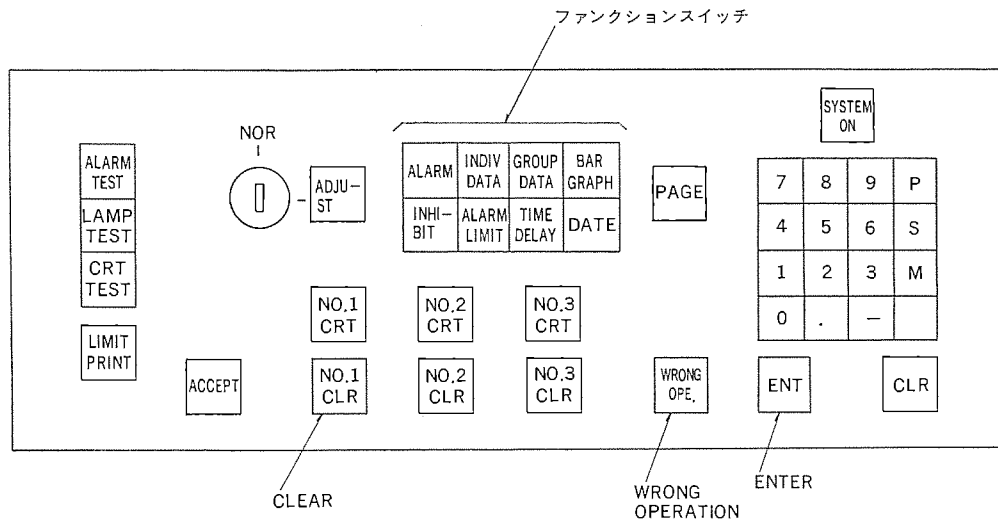 ファンクションスイッチ
SYSTEM
ON
NOR
ALARM
TEST
LAMP
TEST
CRT
TEST
LIMIT
PRINT
ADJU-
ST
ALARM
INDIV
DATA
GROUP
DATA
BAR
GRAPH
INHI-
BIT
ALARM
LIMIT
TIME
DELAY
DATE
PAGE
7 8 9 P
4 5 6 S
1 2 3 M
0 . -
NO.1
CRT
NO.2
CRT
NO.3
CRT
ACCEPT
NO.1
CLR
NO.2
CLR
NO.3
CLR
WRONG
OPE.
ENT
CLR
CLEAR
WRONG
OPERATION
ENTER